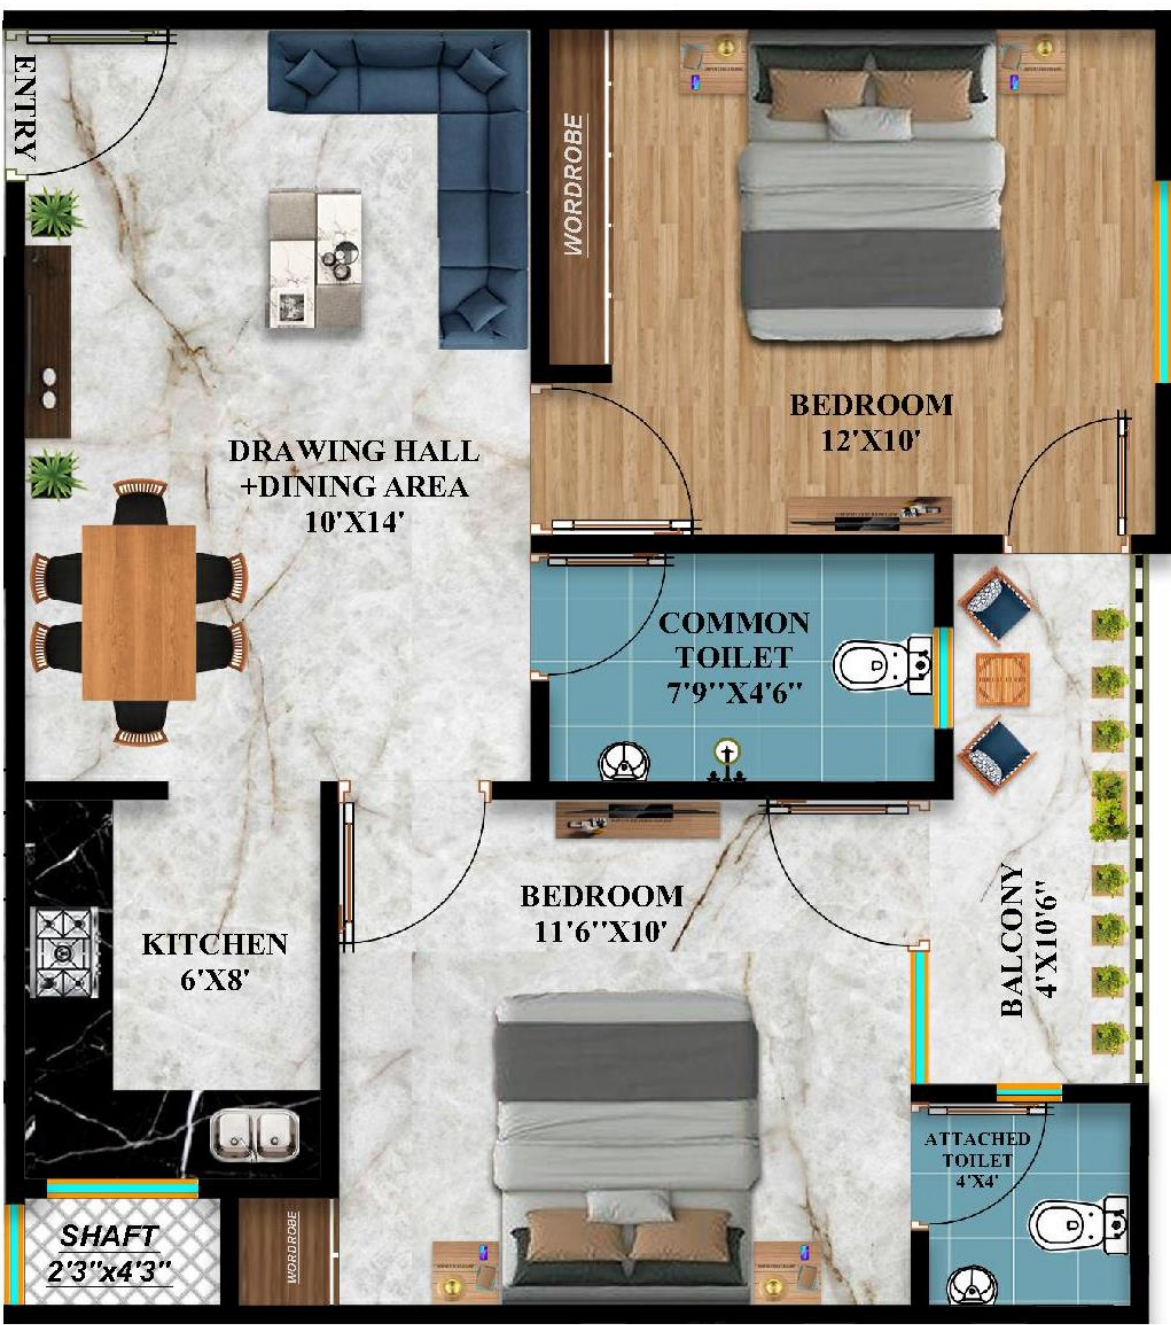 ENTRY
WORDROBE
BEDROOM
12'X10'
DRAWING HALL
+DINING AREA
10'X14'
COMMON
TOILET
7'9''X4'6''
BEDROOM
11'6''X10'
KITCHEN
6'X8'
BALCONY
4'X10'6''
ATTACHED
TOILET
4'X4'
SHAFT
2'3"x4'3"
WORDROBE